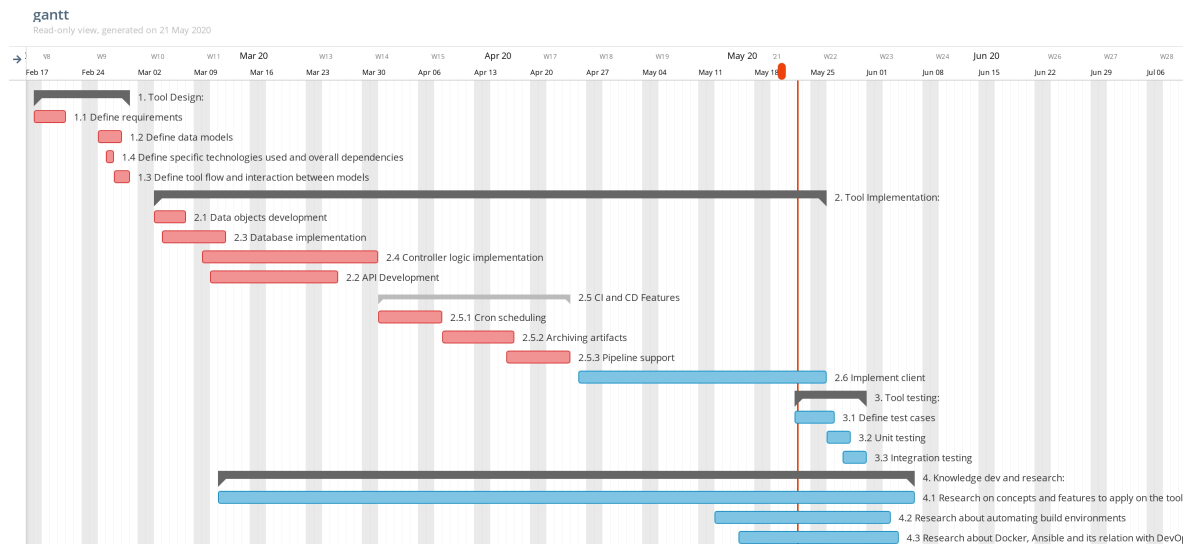 gantt
Read-only view, generated on 21 May 2020
W9 W10 W11 Mar 20 W13 W14 W15 Apr 20 W17 W18 W19 May 20 21 W22 W23 Jun 20 W27 W28
Feb 17 Feb 24 Mar 02 Mar 09 Mar 16 Mar 23 Mar 30 Apr 06 Apr 13 Apr 20 Apr 27 May 04 May 11 May 18 May 25 Jun 01 Jun 08 Jun 15 Jun 22 Jun 29 Jul 06
1. Tool Design:
1.1 Define requirements
1.2 Define data models
1.4 Define specific technologies used and overall dependencies
1.3 Define tool flow and interaction between models
2. Tool Implementation:
2.1 Data objects development
2.3 Database implementation
2.4 Controller logic implementation
2.2 API Development
2.5 CI and CD Features
2.5.1 Cron scheduling
2.5.2 Archiving artifacts
2.5.3 Pipeline support
2.6 Implement client
3. Tool testing:
3.1 Define test cases
3.2 Unit testing
3.3 Integration testing
4. Knowledge dev and research:
4.1 Research on concepts and features to apply on the tool
4.2 Research about automating build environments
4.3 Research about Docker, Ansible and its relation with